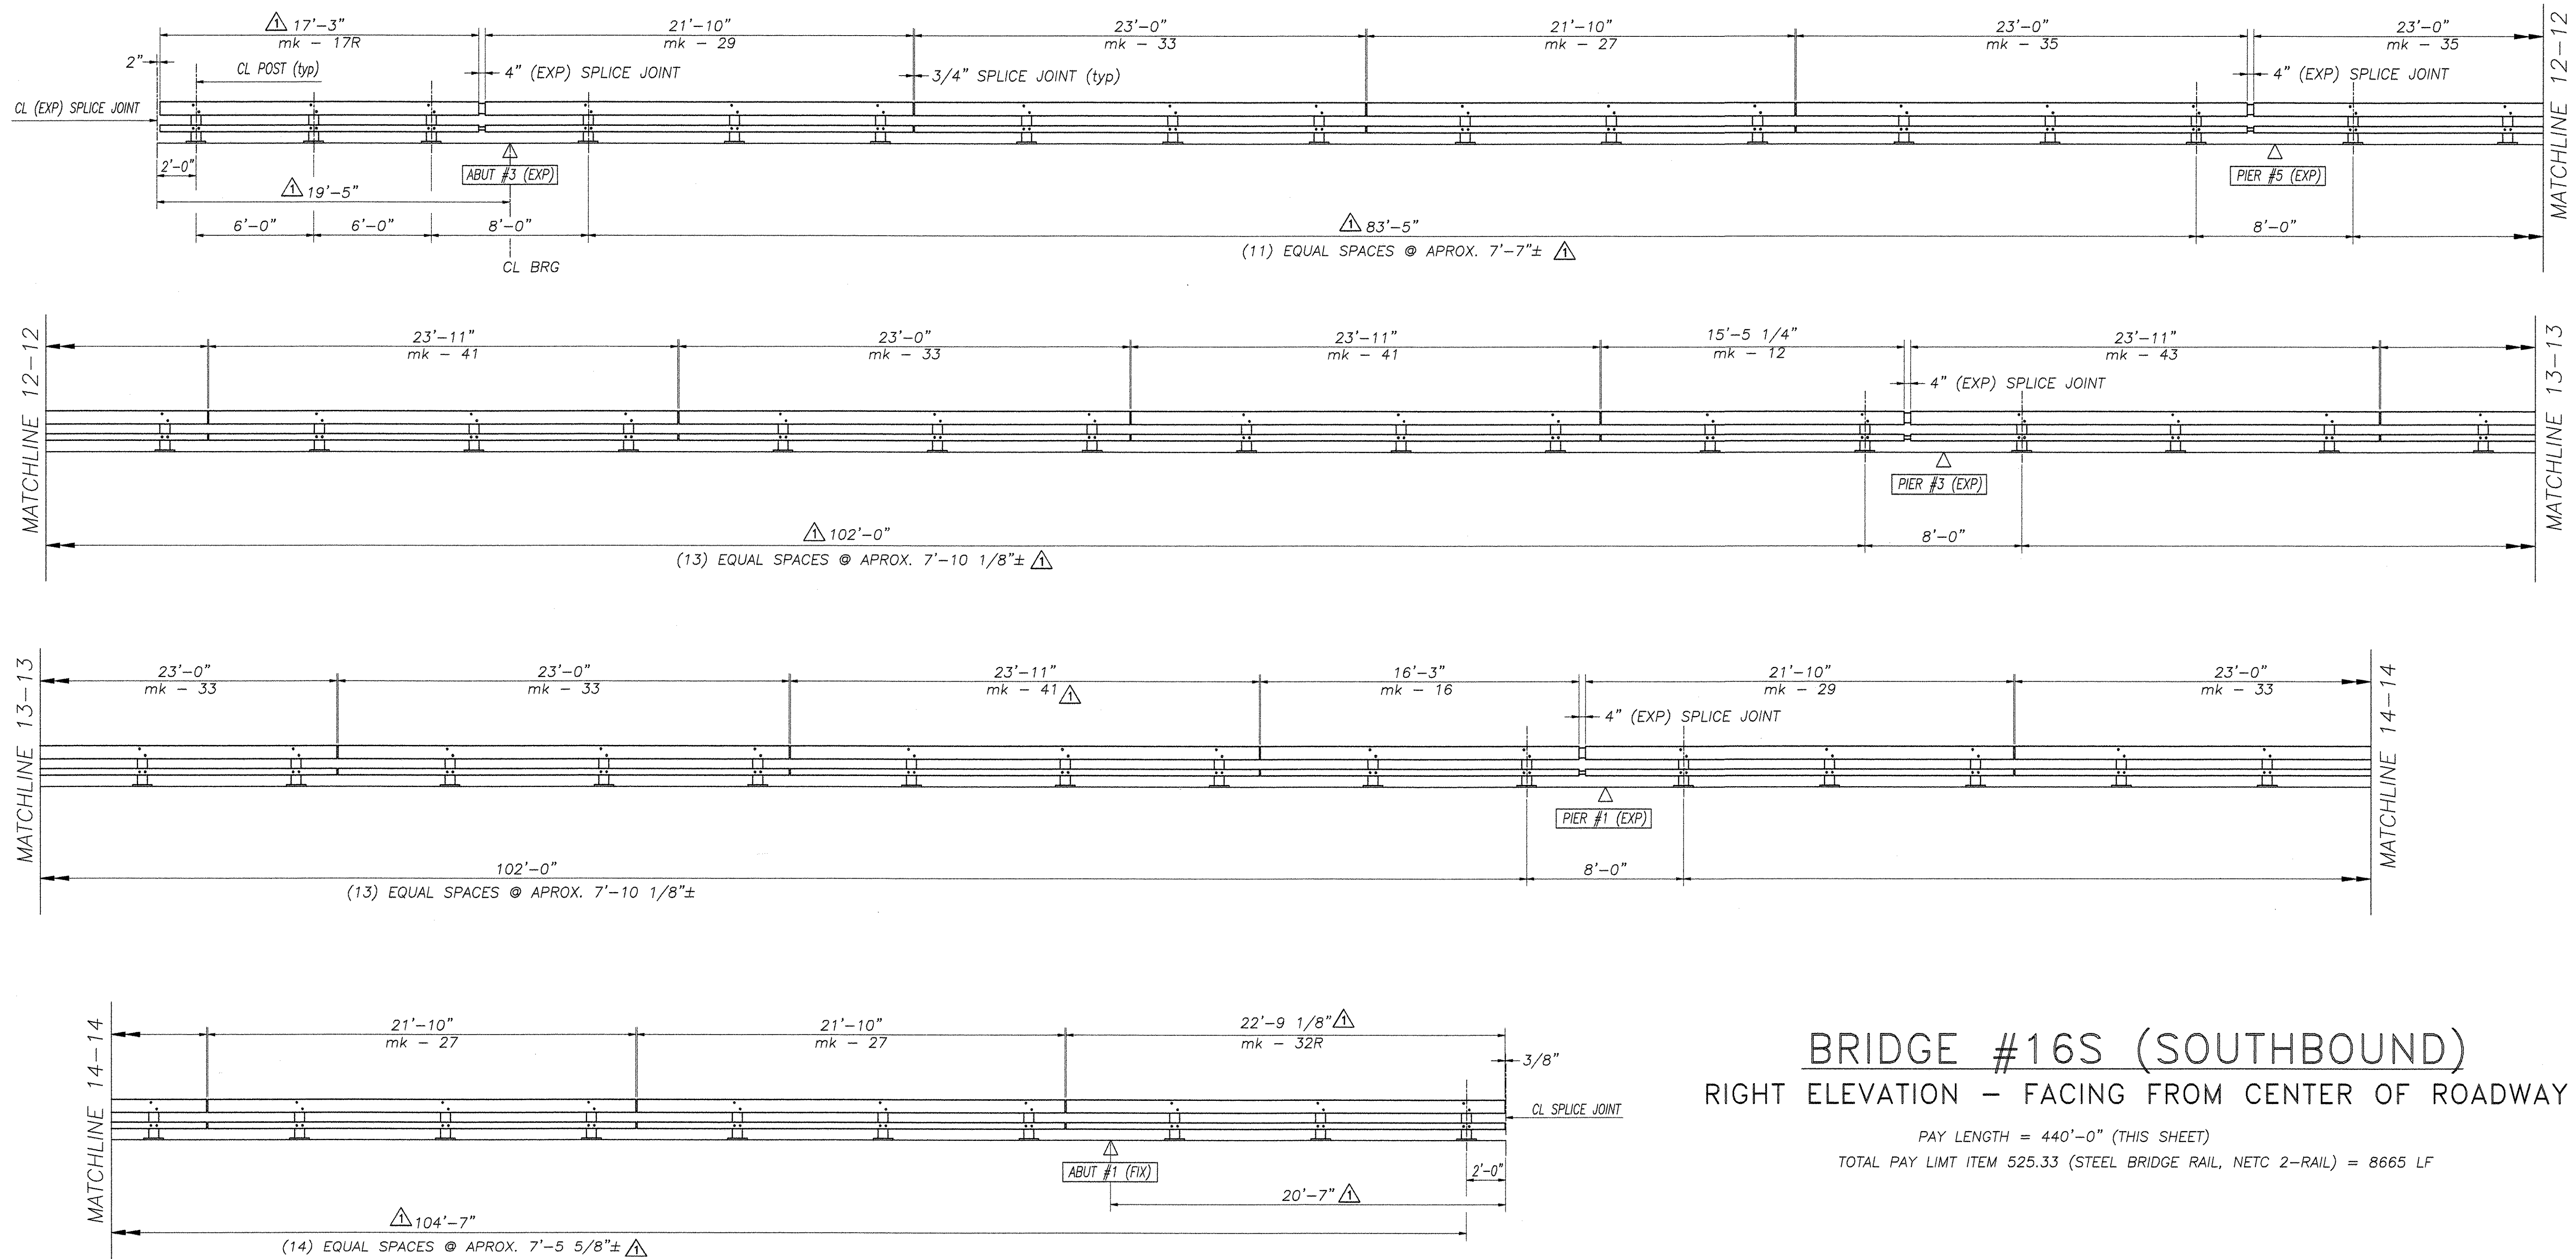 1 17'-3"
mk - 17R
21'-10"
mk - 29
23'-0"
mk - 33
21'-10"
mk - 27
23'-0"
mk - 35
23'-0"
mk - 35
2"
CL POST (typ)
4" (EXP) SPLICE JOINT
3/4" SPLICE JOINT (typ)
4" (EXP) SPLICE JOINT
CL (EXP) SPLICE JOINT
MATCHLINE 12-12
2'-0"
ABUT #3 (EXP)
PIER #5 (EXP)
1 19'-5"
6'-0"
6'-0"
8'-0"
1 83'-5"
8'-0"
(11) EQUAL SPACES @ APROX. 7'-7"± 1
CL BRG
MATCHLINE 12-12
23'-11"
mk - 41
23'-0"
mk - 33
23'-11"
mk - 41
15'-5 1/4"
mk - 12
23'-11"
mk - 43
4" (EXP) SPLICE JOINT
MATCHLINE 13-13
PIER #3 (EXP)
1 102'-0"
8'-0"
(13) EQUAL SPACES @ APROX. 7'-10 1/8"± 1
MATCHLINE 13-13
23'-0"
mk - 33
23'-0"
mk - 33
23'-11"
mk - 41 1
16'-3"
mk - 16
21'-10"
mk - 29
23'-0"
mk - 33
4" (EXP) SPLICE JOINT
MATCHLINE 14-14
PIER #1 (EXP)
102'-0"
8'-0"
(13) EQUAL SPACES @ APROX. 7'-10 1/8"±
MATCHLINE 14-14
21'-10"
mk - 27
21'-10"
mk - 27
22'-9 1/8" 1
mk - 32R
3/8"
CL SPLICE JOINT
ABUT #1 (FIX)
2'-0"
20'-7" 1
1 104'-7"
(14) EQUAL SPACES @ APROX. 7'-5 5/8"± 1
BRIDGE #16S (SOUTHBOUND)
RIGHT ELEVATION - FACING FROM CENTER OF ROADWAY
PAY LENGTH = 440'-0" (THIS SHEET)
TOTAL PAY LIMT ITEM 525.33 (STEEL BRIDGE RAIL, NETC 2-RAIL) = 8665 LF